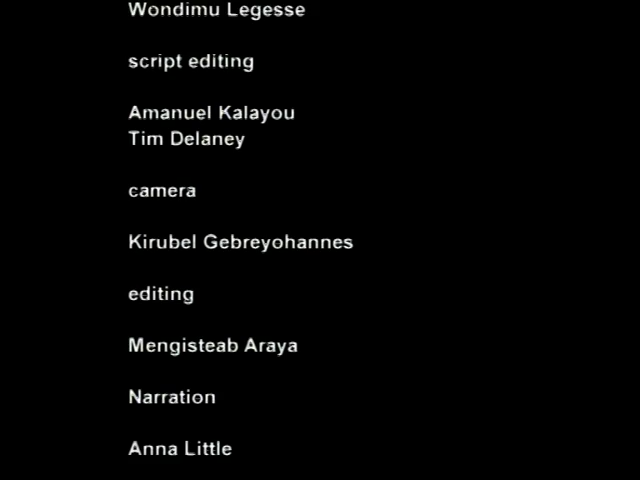 Wondimu Legesse
script editing
Amanuel Kalayou
Tim Delaney
camera
Kirubel Gebreyohannes
editing
Mengisteab Araya
Narration
Anna Little